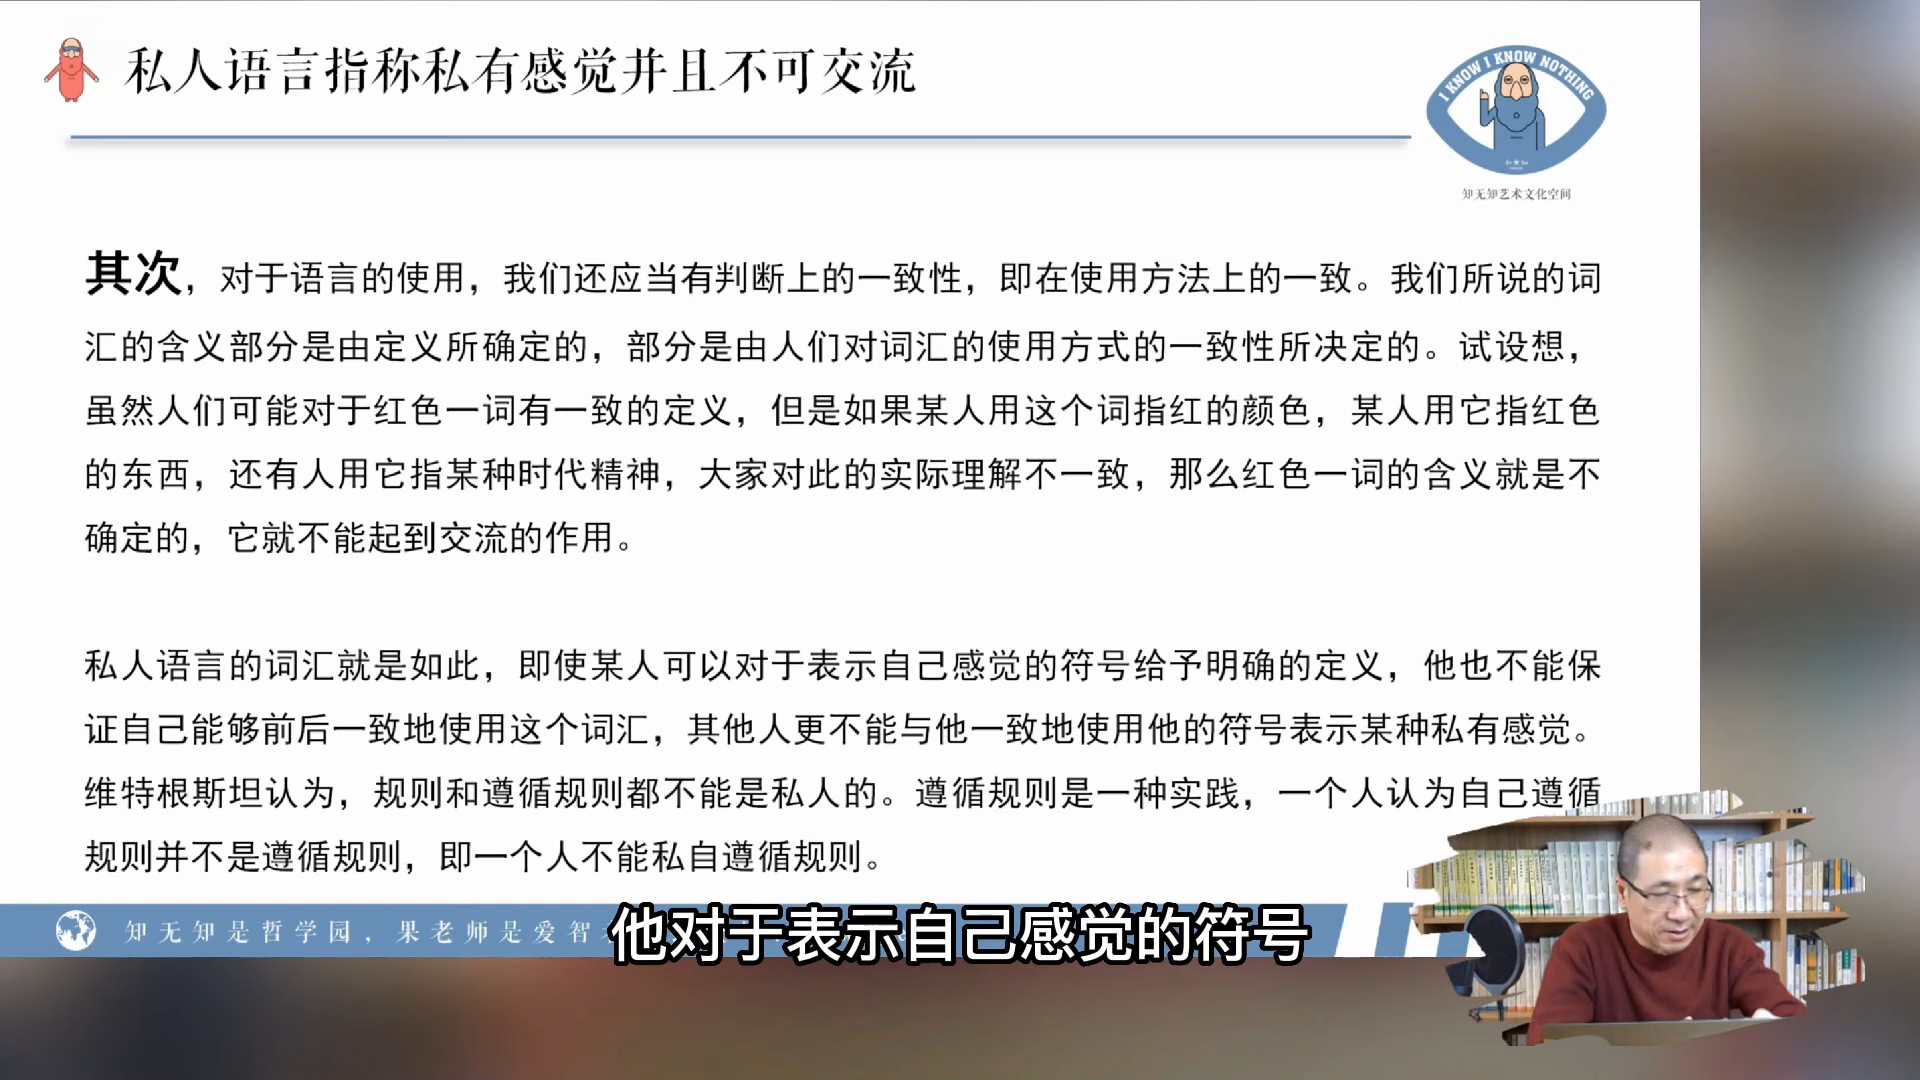 私人语言指称私有感觉并且不可交流
I KNOW I KNOW NOTHING
知无知艺术文化空间
其次，对于语言的使用，我们还应当有判断上的一致性，即在使用方法上的一致。我们所说的词
汇的含义部分是由定义所确定的，部分是由人们对词汇的使用方式的一致性所决定的。试设想，
虽然人们可能对于红色一词有一致的定义，但是如果某人用这个词指红的颜色，某人用它指红色
的东西，还有人用它指某种时代精神，大家对此的实际理解不一致，那么红色一词的含义就是不
确定的，它就不能起到交流的作用。
私人语言的词汇就是如此，即使某人可以对于表示自己感觉的符号给予明确的定义，他也不能保
证自己能够前后一致地使用这个词汇，其他人更不能与他一致地使用他的符号表示某种私有感觉。
维特根斯坦认为，规则和遵循规则都不能是私人的。遵循规则是一种实践，一个人认为自己遵循
规则并不是遵循规则，即一个人不能私自遵循规则。
知无知是哲学园，果老师是爱智
他对于表示自己感觉的符号